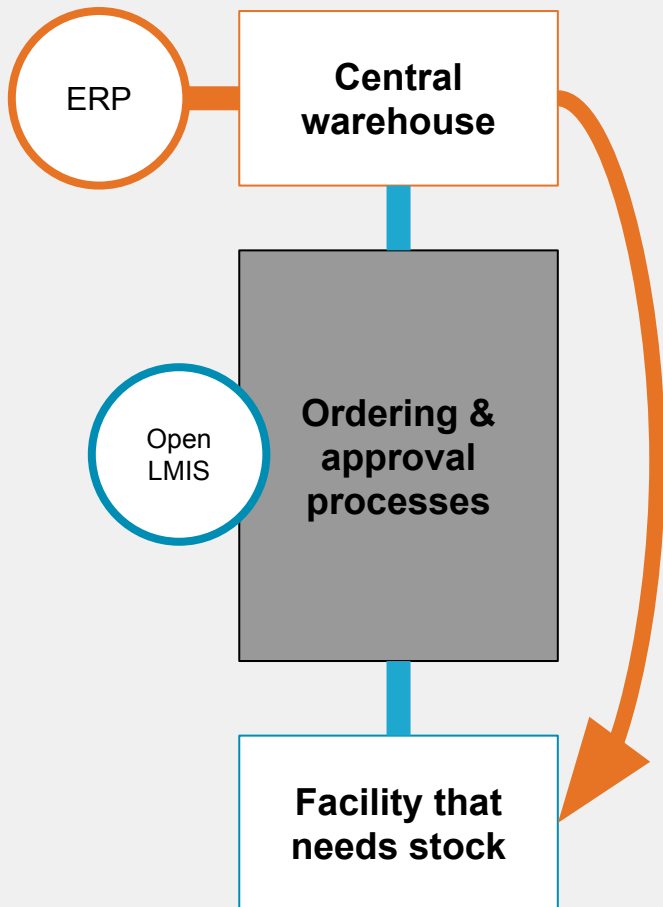 ERP
Central
warehouse
Open
LMIS
Ordering &
approval
processes
Facility that
needs stock